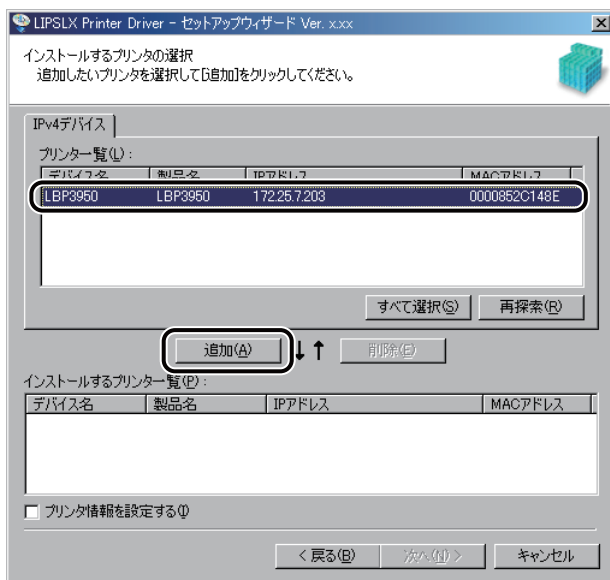 LIPSLX Printer Driver - セットアップウィザード Ver. x.xx
インストールするプリンタの選択
追加したいプリンタを選択して[追加]をクリックしてください。
IPv4デバイス
プリンター覧(L):
デバイス名 製品名 IPアドレス MACアドレス
LBP3950 LBP3950 172.25.7.203 0000852C148E
すべて選択(S) 再探索(R)
追加(A) ↓↑ 削除(E)
インストールするプリンター覧(P):
デバイス名 製品名 IPアドレス MACアドレス
プリンタ情報を設定する(I)
< 戻る(B) 次へ(N) > キャンセル